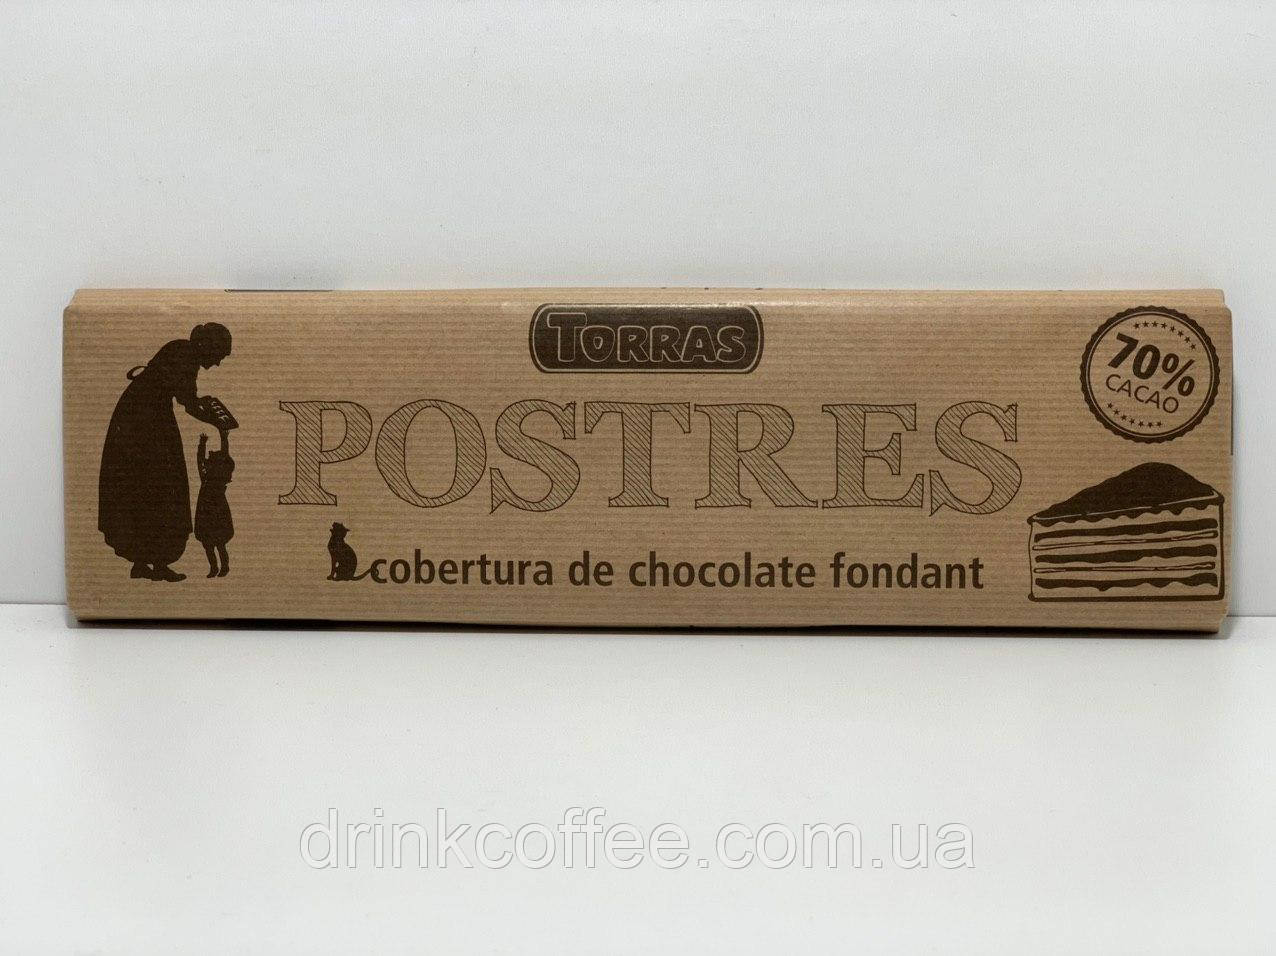 TORRAS
70%
CACAO
POSTRES
cobertura de chocolate fondant
drinkcoffee.com.ua